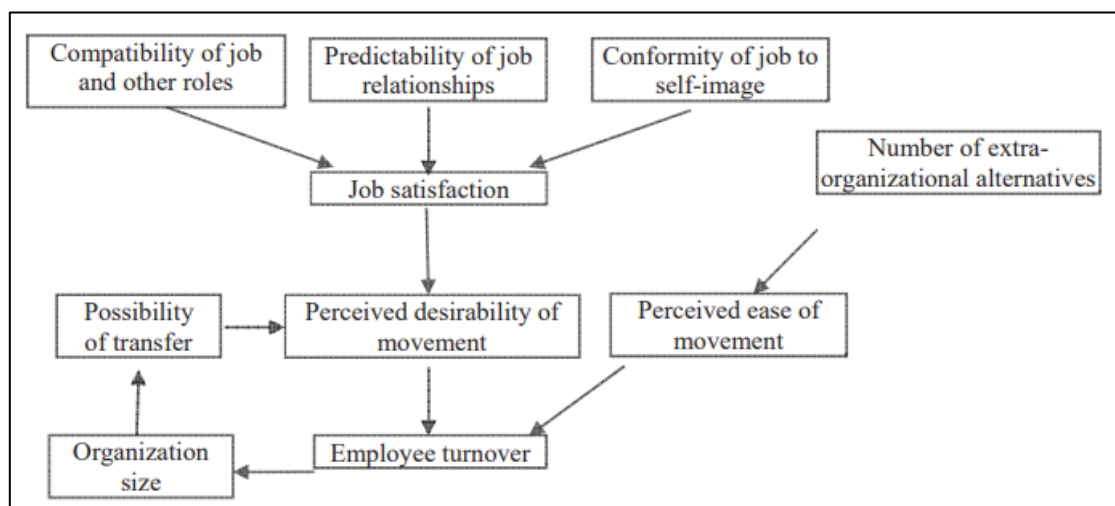 Compatibility of job
and other roles
Predictability of job
relationships
Conformity of job to
self-image
Number of extra-
organizational alternatives
Job satisfaction
Possibility
of transfer
Perceived desirability of
movement
Perceived ease of
movement
Organization
size
Employee turnover